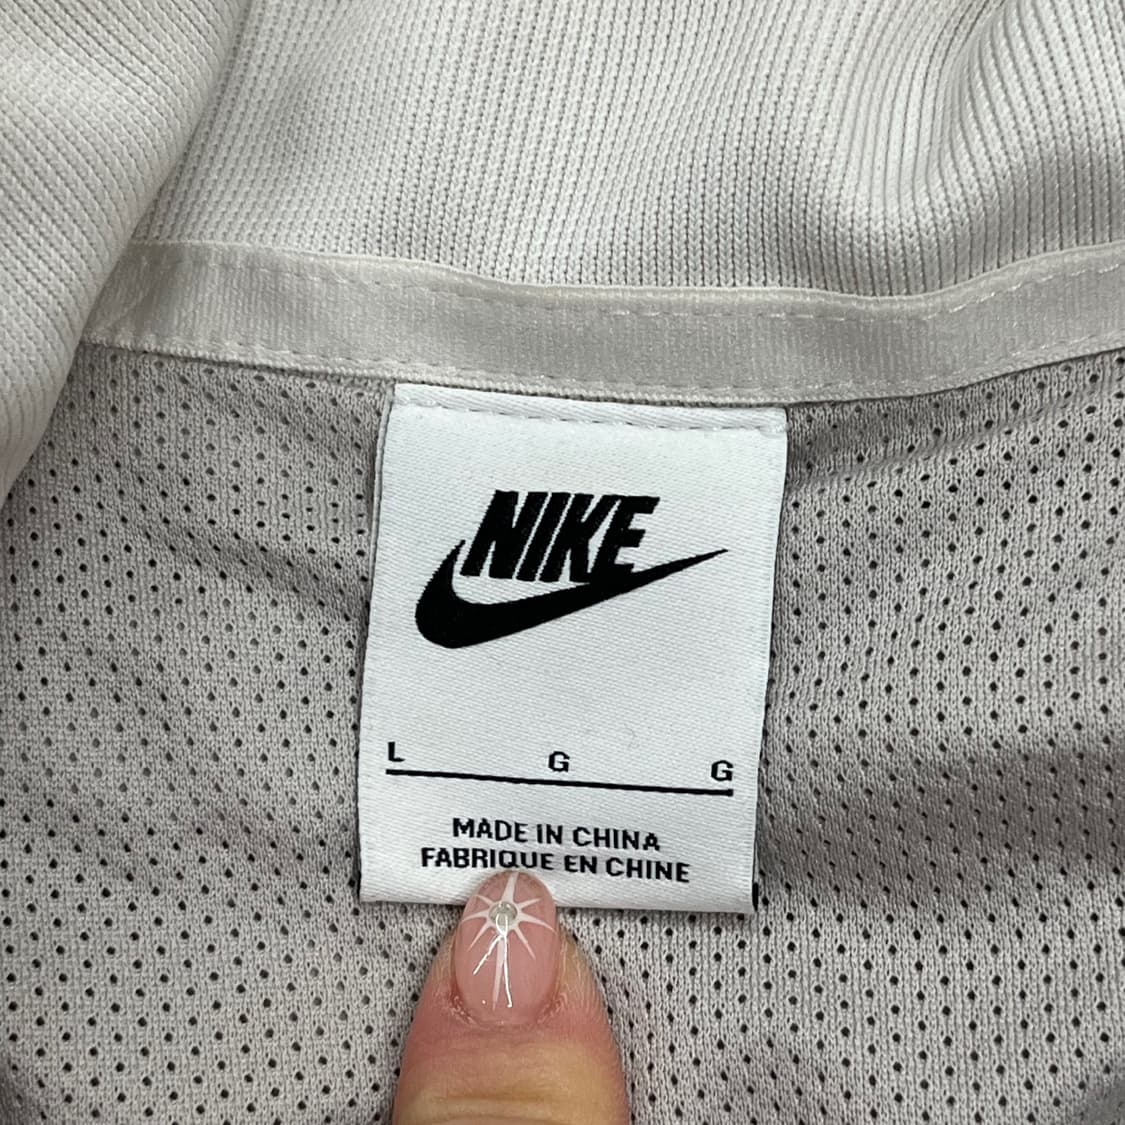 NIKE
L G G
MADE IN CHINA
FABRIQUE EN CHINE